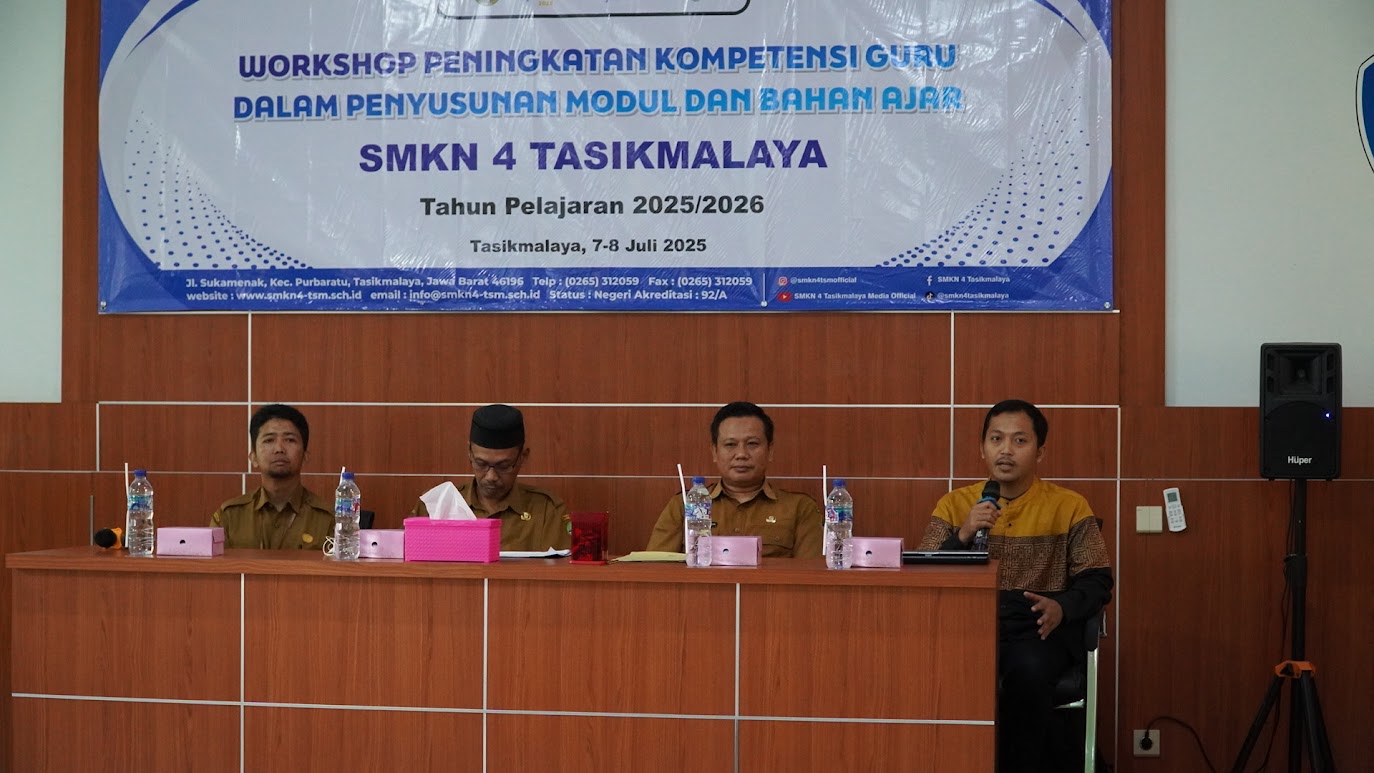 WORKSHOP PENINGKATAN KOMPETENSI GURU
DALAM PENYUSUNAN MODUL DAN BAHAN AJAR
SMKN 4 TASIKMALAYA
Tahun Pelajaran 2025/2026
Tasikmalaya, 7-8 Juli 2025
Jl. Sukamenak, Kec. Purbaratu, Tasikmalaya, Jawa Barat 46196 Telp : (0265) 312059 Fax : (0265) 312059
website : www.smkn4-tsm.sch.id email : info@smkn4-tsm.sch.id Status : Negeri Akreditasi : 92/A
@smkn4tsmofficial
SMKN 4 Tasikmalaya
SMKN 4 Tasikmalaya Media Official
@smkn4tasikmalaya
Hüper